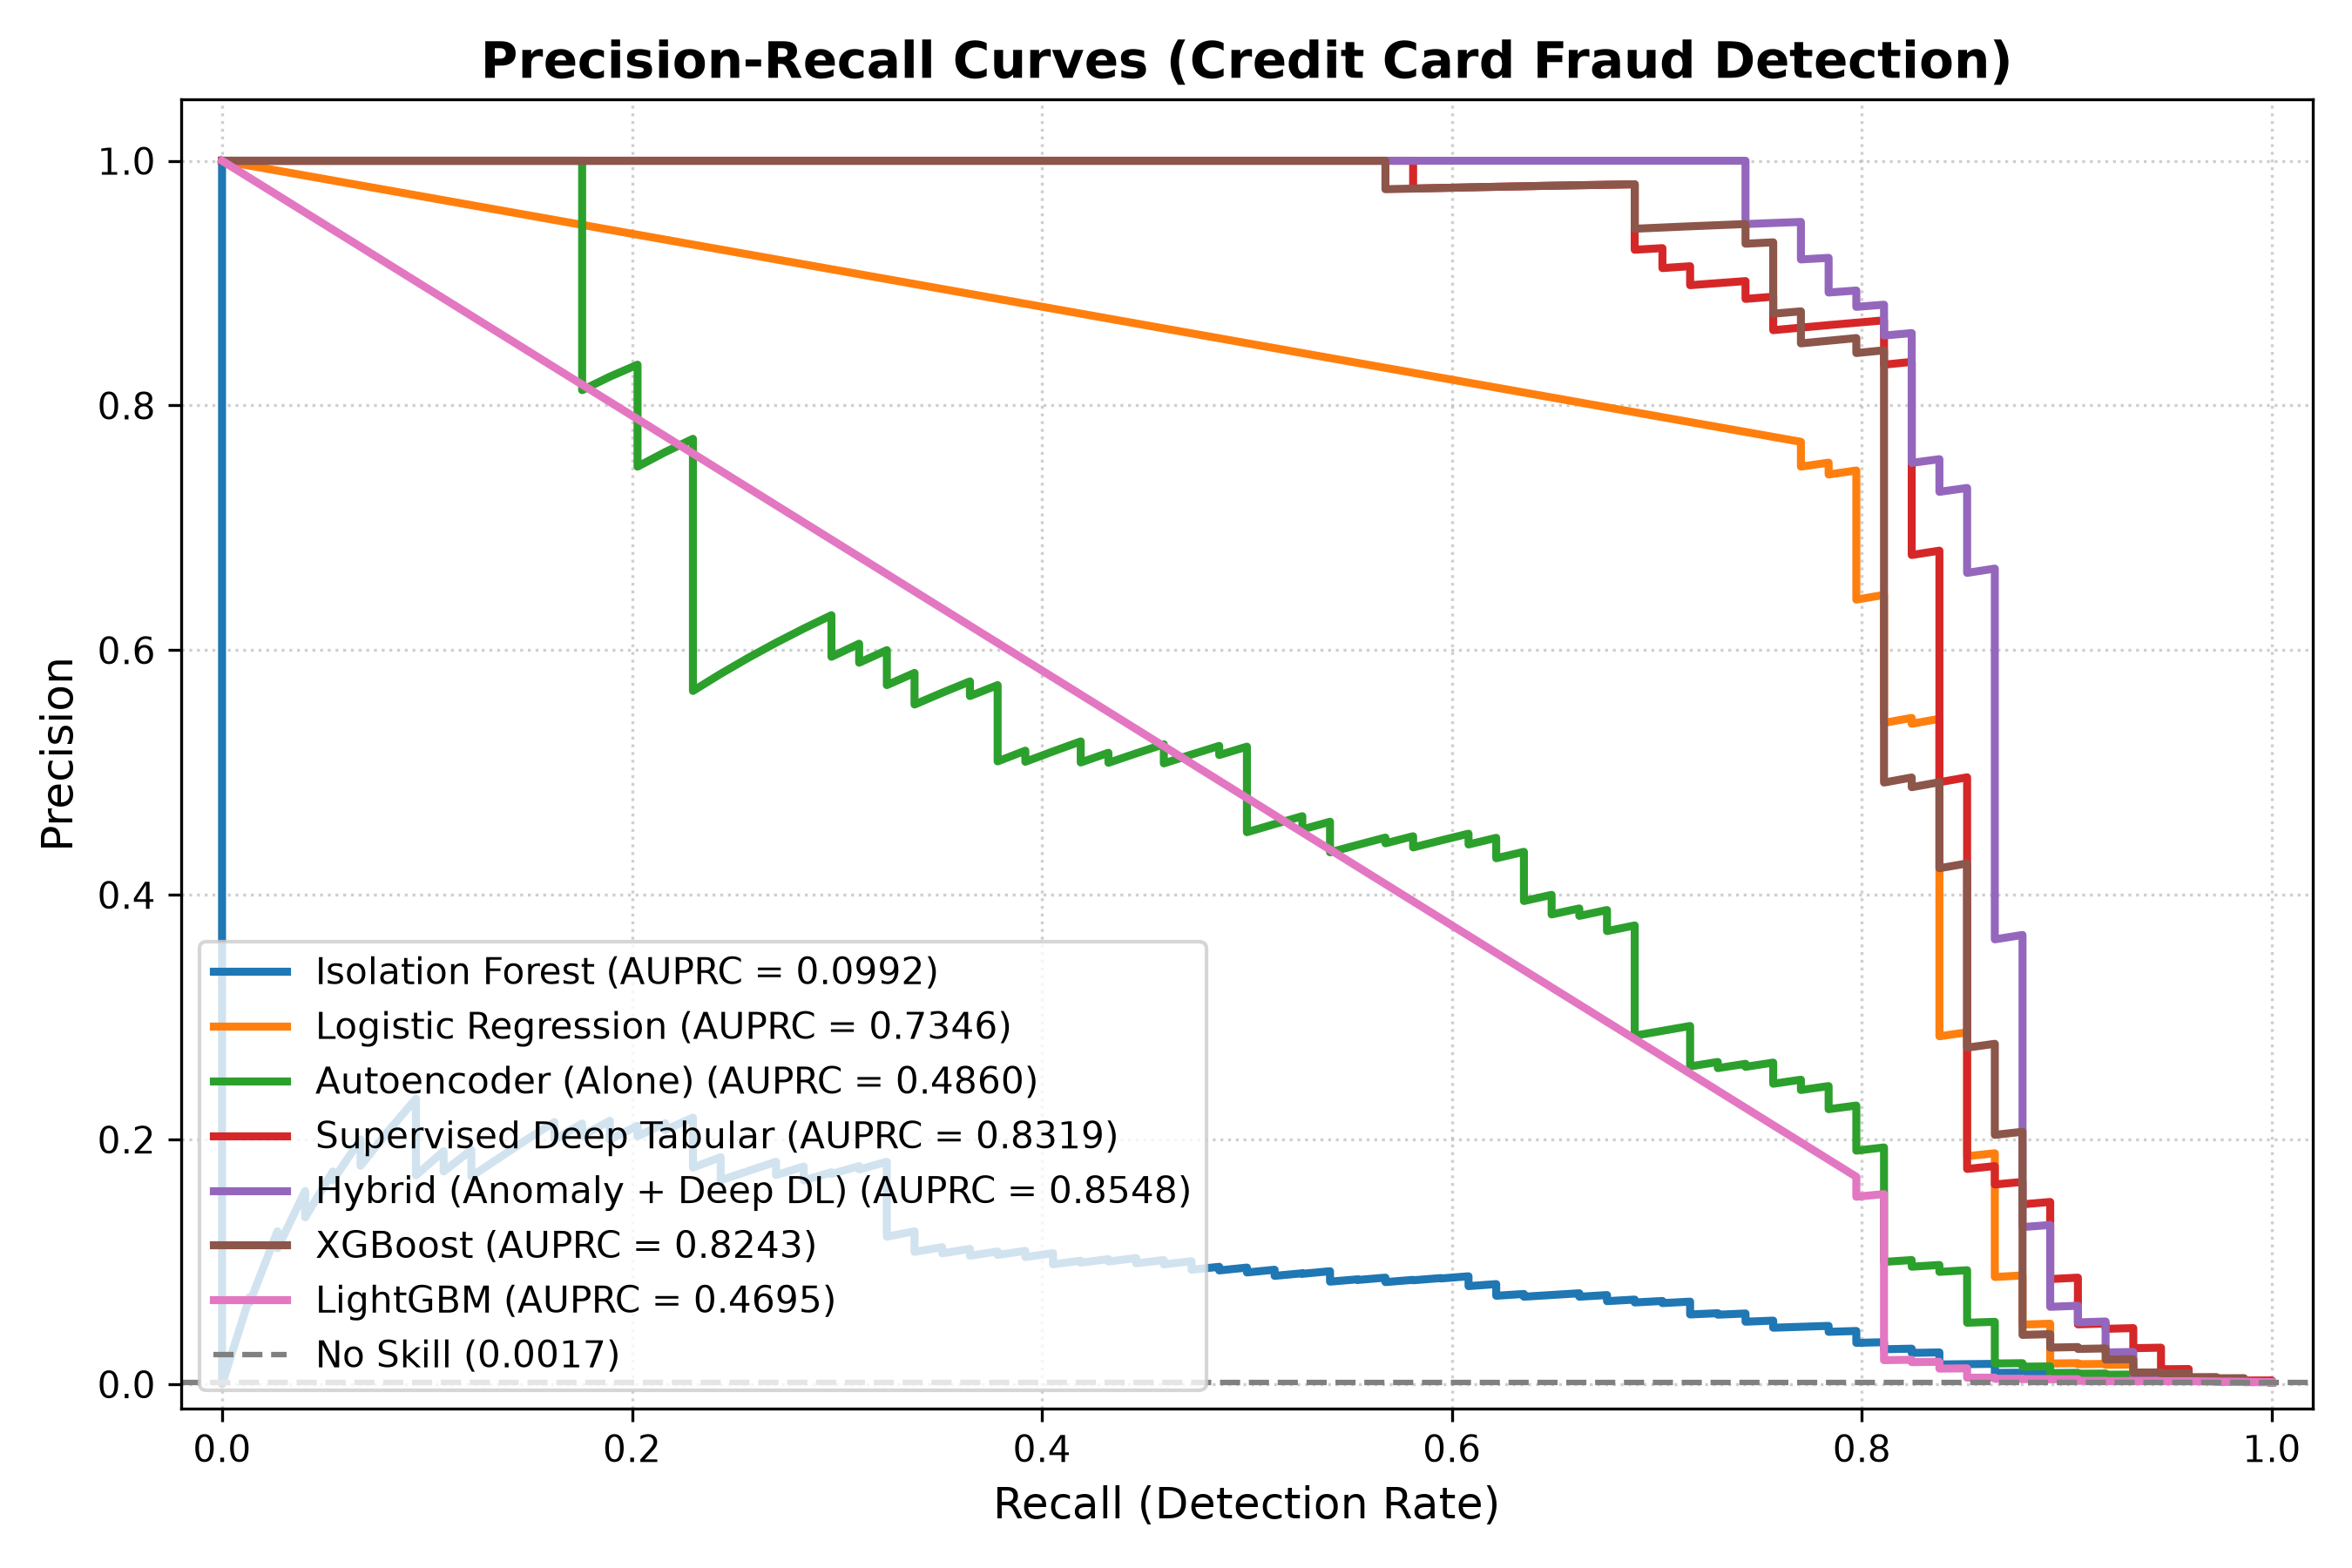 Precision-Recall Curves (Credit Card Fraud Detection)
1.0
0.8
0.6
0.4
0.2
0.0
Precision
Isolation Forest (AUPRC = 0.0992)
Logistic Regression (AUPRC = 0.7346)
Autoencoder (Alone) (AUPRC = 0.4860)
Supervised Deep Tabular (AUPRC = 0.8319)
Hybrid (Anomaly + Deep DL) (AUPRC = 0.8548)
XGBoost (AUPRC = 0.8243)
LightGBM (AUPRC = 0.4695)
No Skill (0.0017)
0.0 0.2 0.4 0.6 0.8 1.0
Recall (Detection Rate)